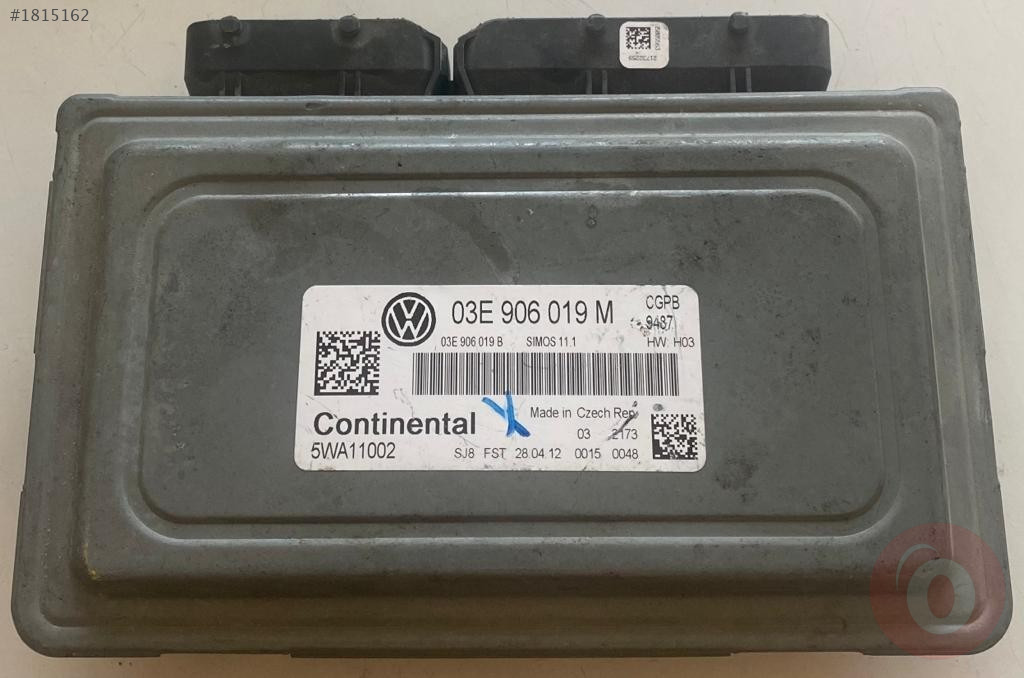 #1815162
21730259
03E 906 019 M
CGPB
9487
03E 906 019 B SIMOS 11.1 HW H03
Continental
Made in Czech Rep
03 2173
5WA11002
SJ8 FST 28.04.12 0015 0048